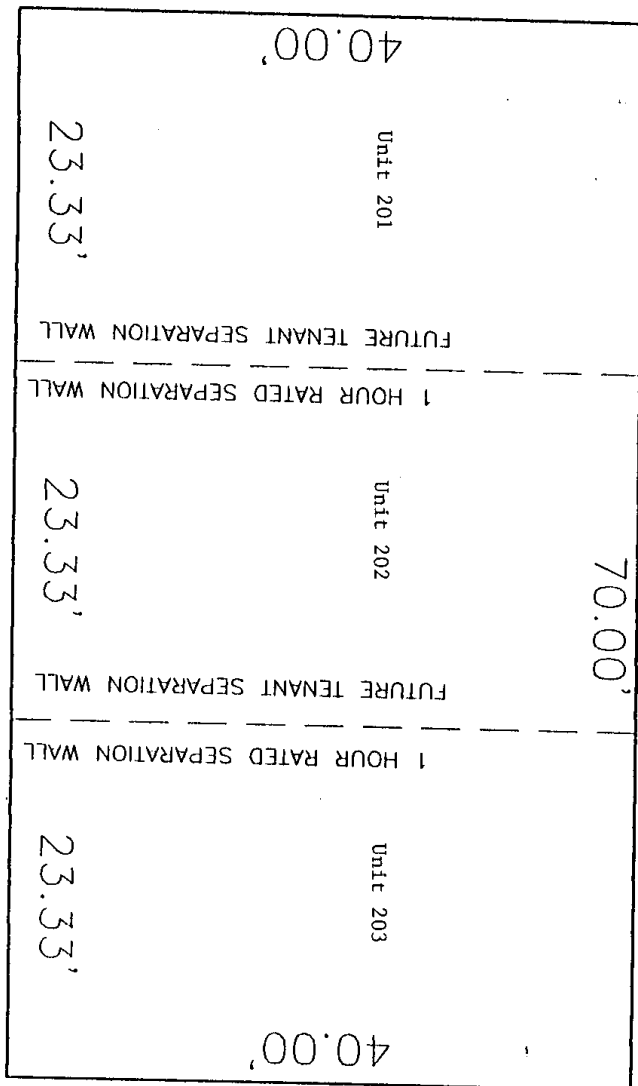 40.00'
Unit 201
23.33'
FUTURE TENANT SEPARATION WALL
1 HOUR RATED SEPARATION WALL
Unit 202
23.33'
70.00'
FUTURE TENANT SEPARATION WALL
1 HOUR RATED SEPARATION WALL
Unit 203
23.33'
40.00'